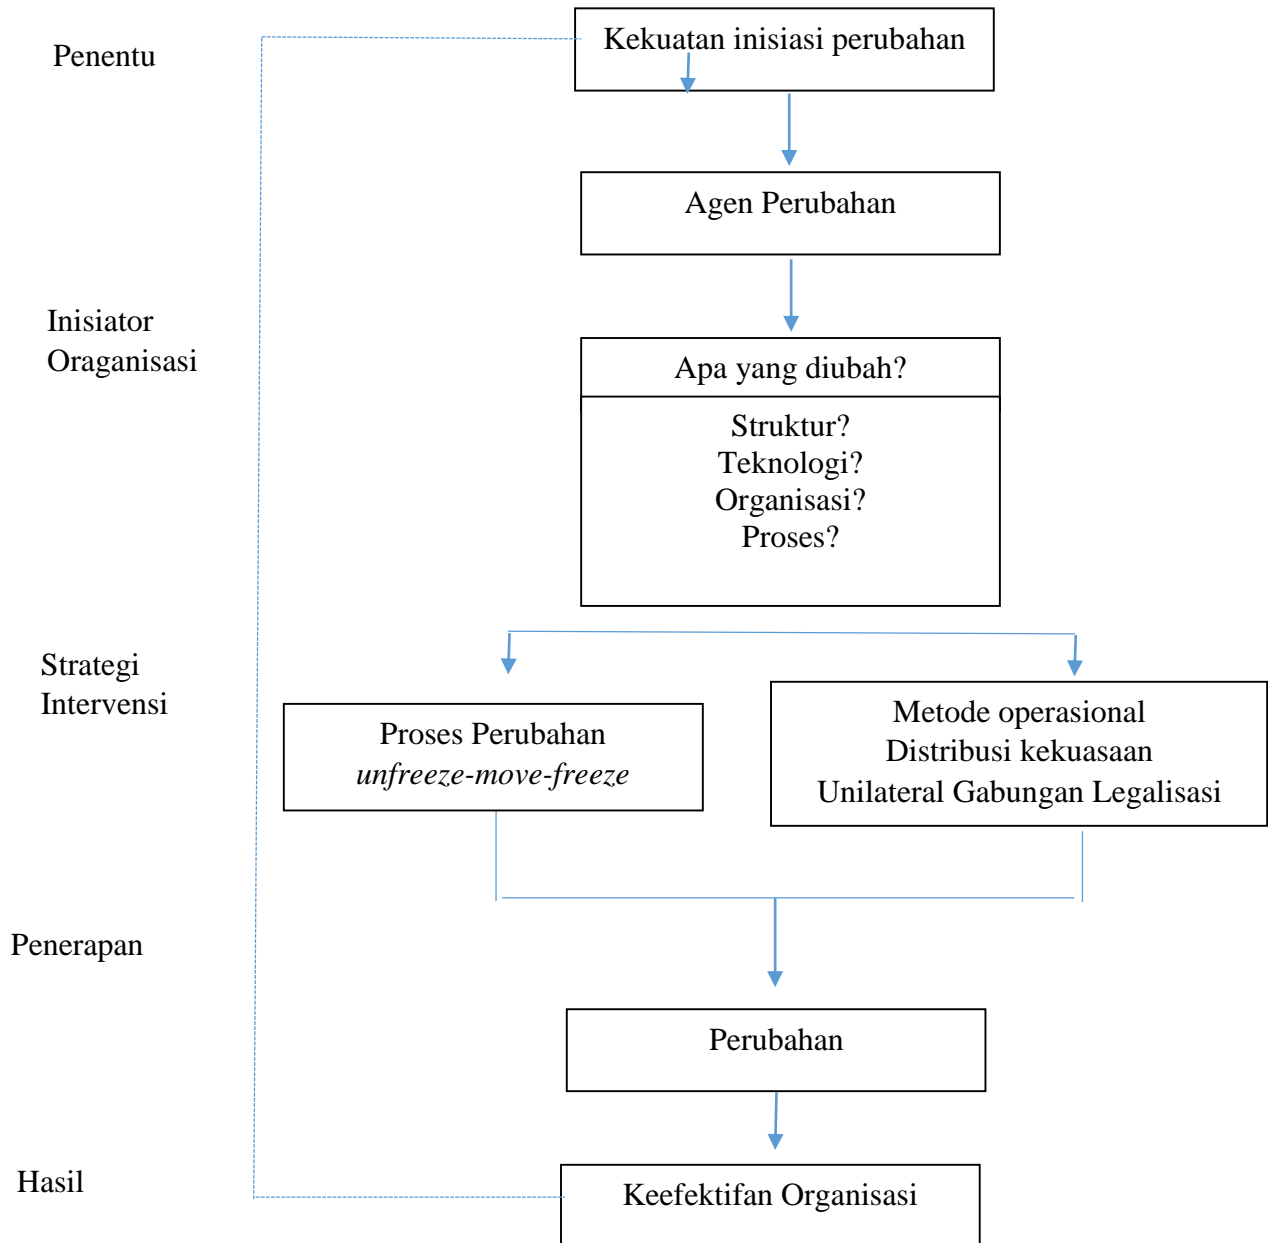 Penentu
Kekuatan inisiasi perubahan
Agen Perubahan
Inisiator
Oraganisasi
Apa yang diubah?
Struktur?
Teknologi?
Organisasi?
Proses?
Strategi
Intervensi
Proses Perubahan
unfreeze-move-freeze
Metode operasional
Distribusi kekuasaan
Unilateral Gabungan Legalisasi
Penerapan
Perubahan
Hasil
Keefektifan Organisasi